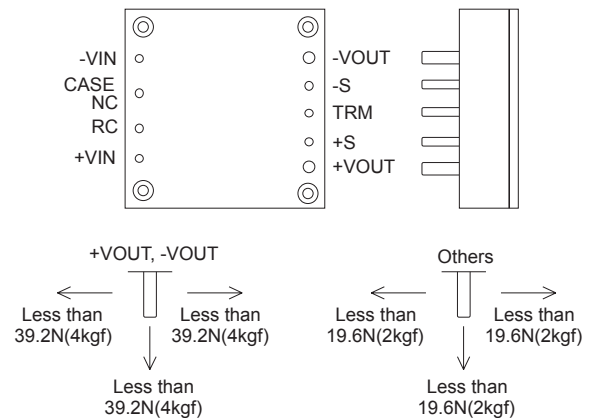 -VIN
CASE
NC
RC
+VIN
-VOUT
-S
TRM
+S
+VOUT
+VOUT, -VOUT
Less than
39.2N(4kgf)
Less than
39.2N(4kgf)
Less than
39.2N(4kgf)
Others
Less than
19.6N(2kgf)
Less than
19.6N(2kgf)
Less than
19.6N(2kgf)